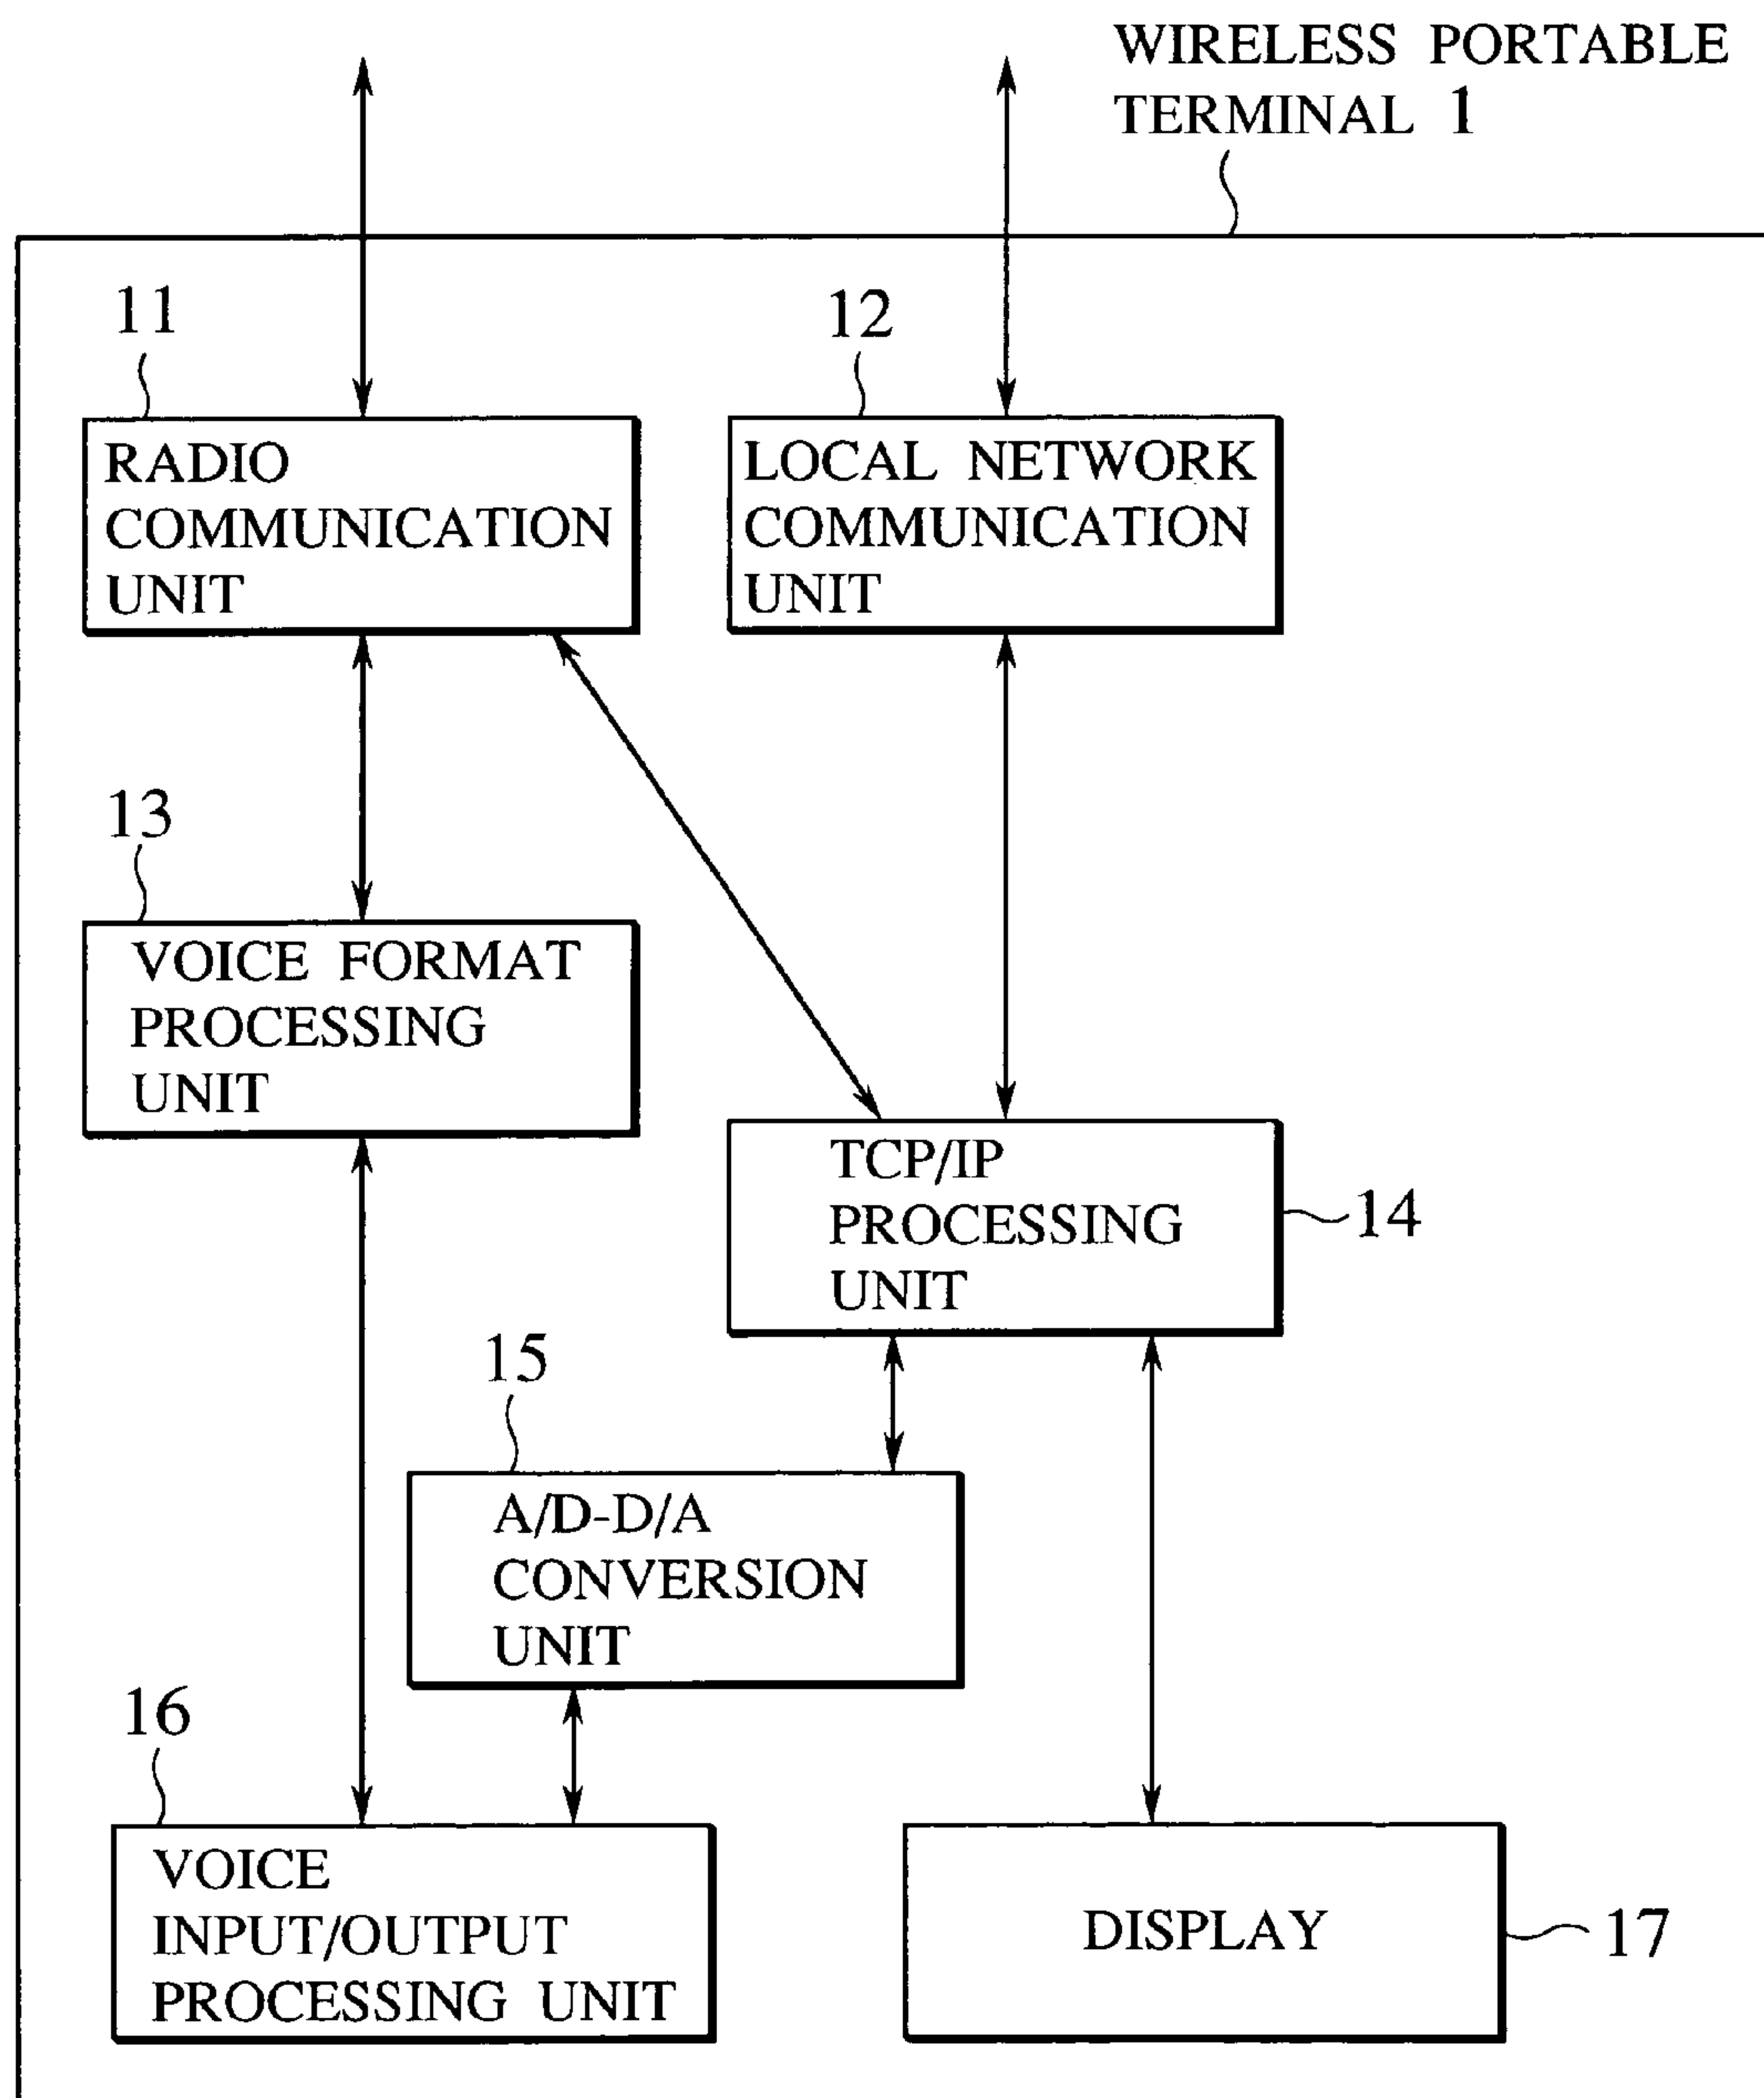 WIRELESS PORTABLE
TERMINAL 1
11
12
RADIO
COMMUNICATION
UNIT
LOCAL NETWORK
COMMUNICATION
UNIT
13
VOICE FORMAT
PROCESSING
UNIT
TCP/IP
PROCESSING
UNIT
14
15
A/D-D/A
CONVERSION
UNIT
16
VOICE
INPUT/OUTPUT
PROCESSING UNIT
DISPLAY
17